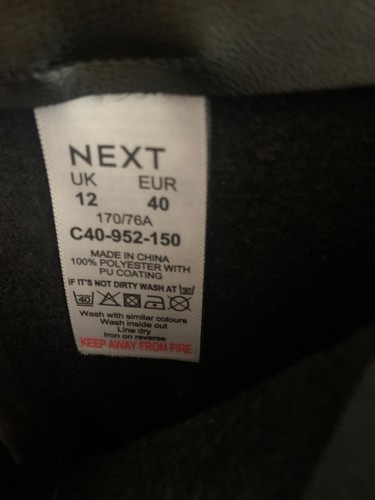 NEXT
UK EUR
12 40
170/76A
C40-952-150
MADE IN CHINA
100% POLYESTER WITH
PU COATING
IF IT'S NOT DIRTY WASH AT 30
40
Wash with similar colours
Wash inside out
Line dry
Iron on reverse
KEEP AWAY FROM FIRE